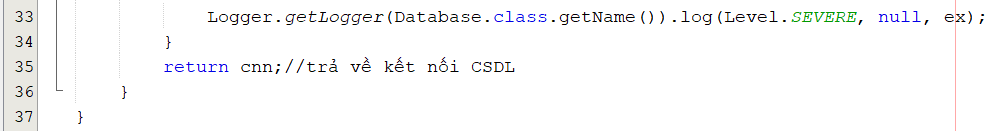 33 Logger.getLogger(Database.class.getName()).log(Level.SEVERE, null, ex);
34 }
35 return cnn;//trả về kết nối CSDL
36 }
37 }